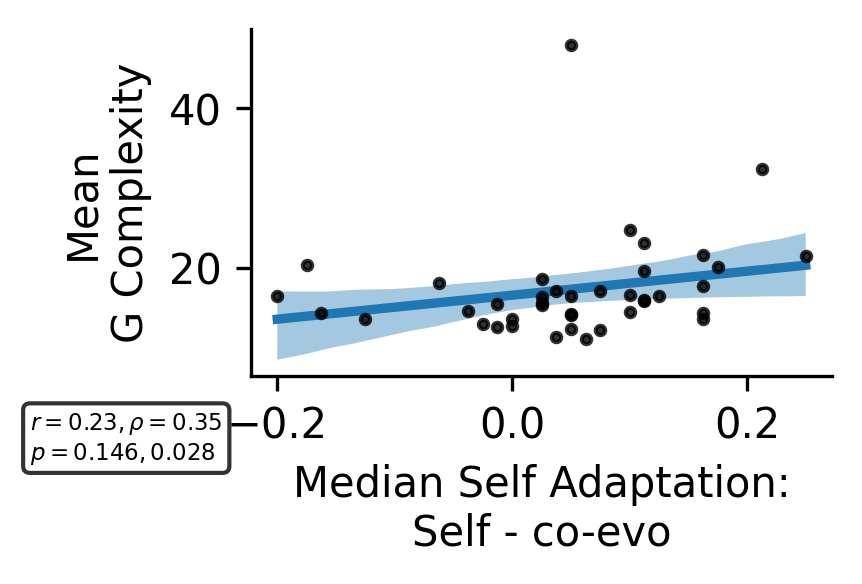 Mean
G Complexity
40
20
r = 0.23, ρ = 0.35
p = 0.146, 0.028
−0.2
0.0
0.2
Median Self Adaptation:
Self - co-evo